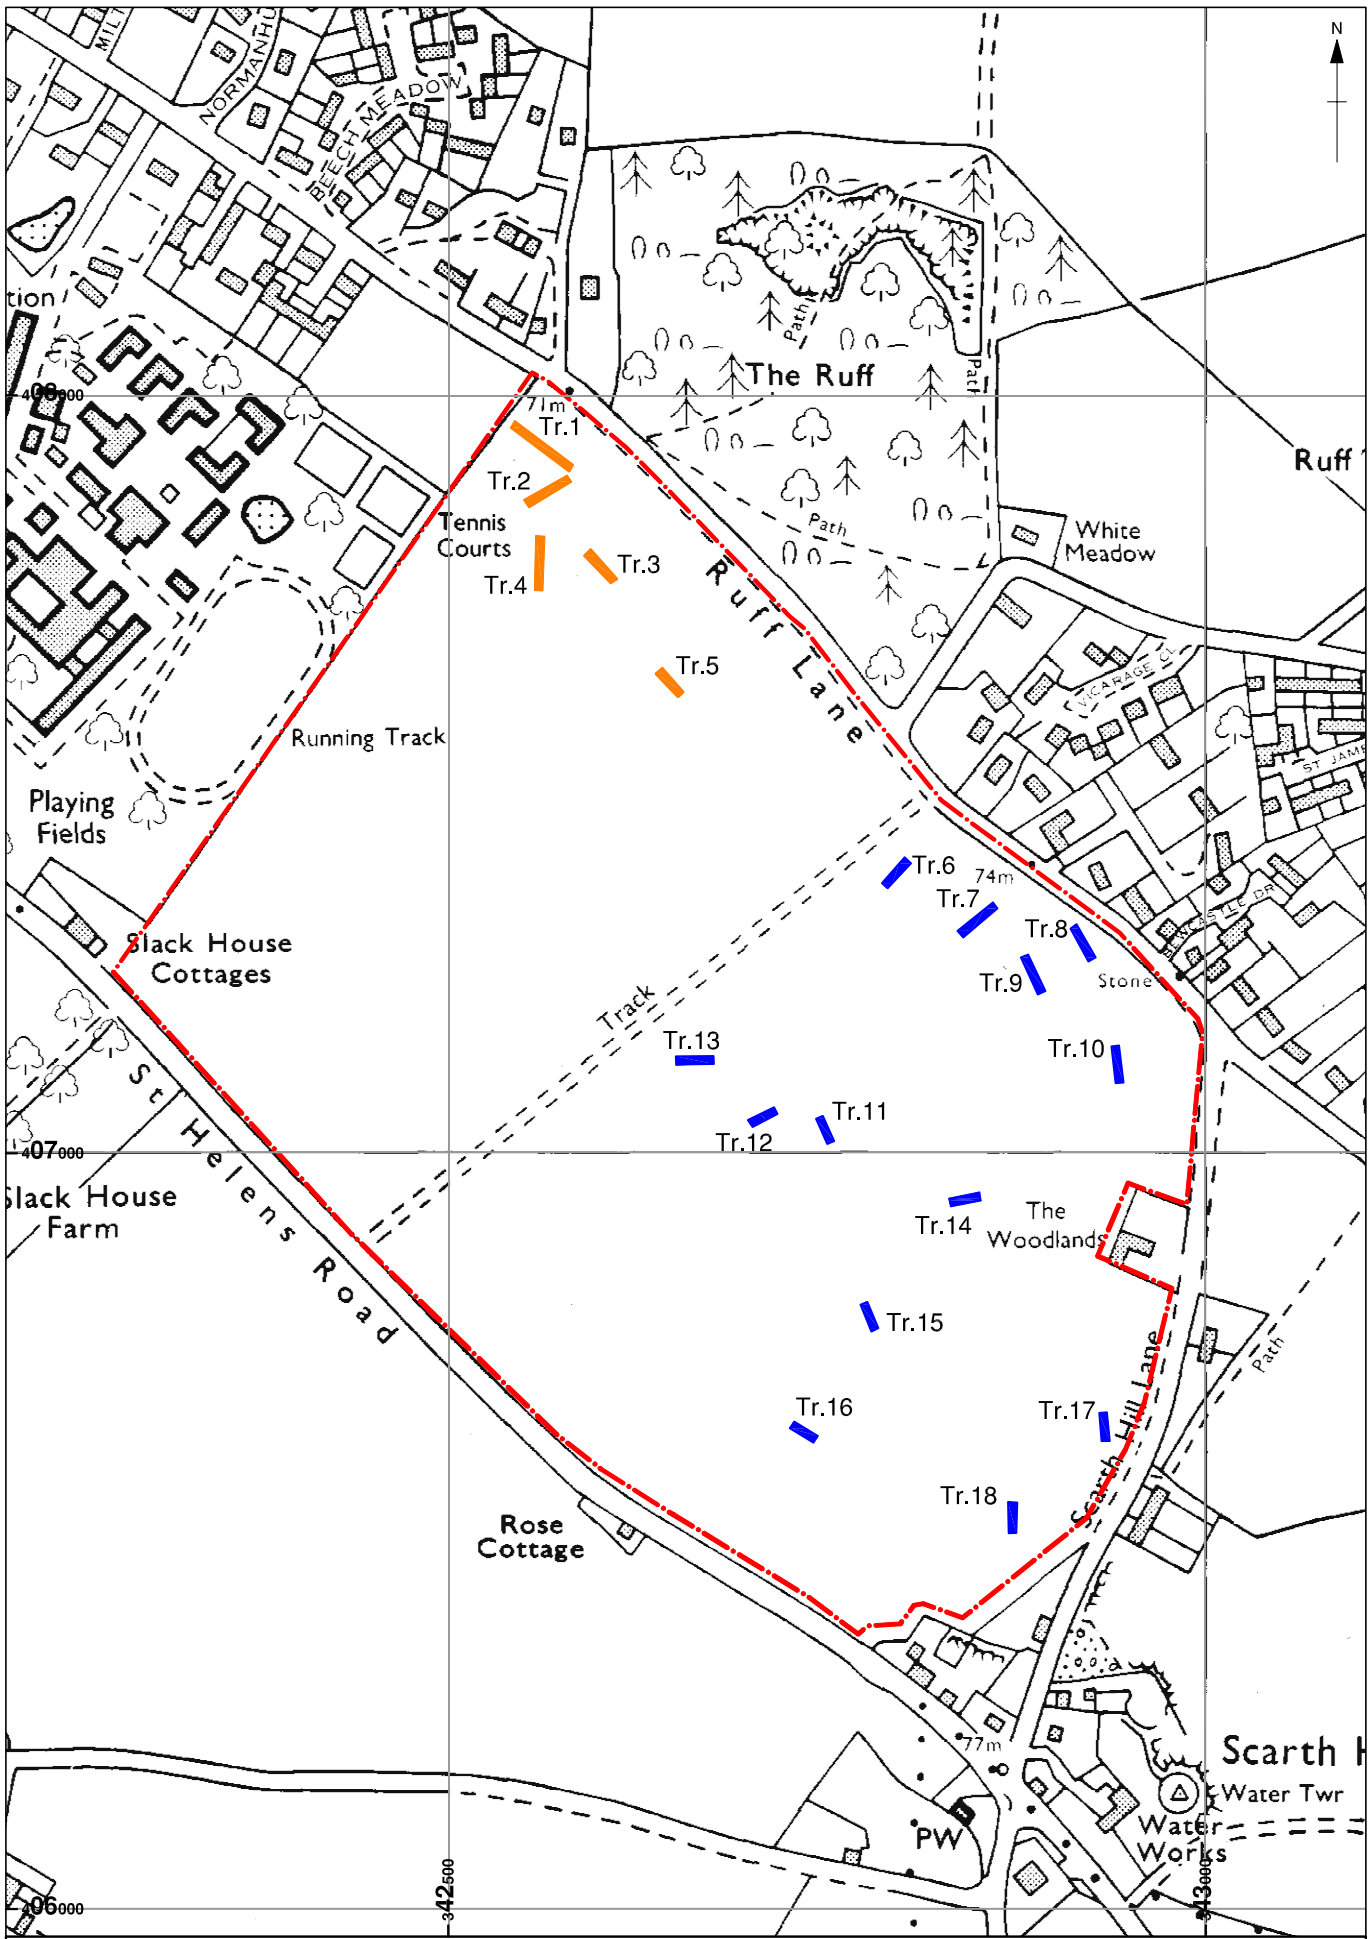 N
NORMANHU
BEECH MEADOW
tion
Path
The Ruff
Path
408000
71m
Tr.1
Ruff
Tr.2
Tennis
Courts
Path
White
Meadow
Tr.3
Tr.4
Ruff Lane
Tr.5
VICARAGE CL
Running Track
ST JAME
Playing
Fields
Tr.6
74m
Tr.7
Tr.8
Slack House
Cottages
Tr.9
Stone
Track
Tr.13
Tr.10
St Helens Road
Tr.11
Tr.12
407000
Slack House
Farm
Tr.14
The
Woodlands
Tr.15
Scarth Hill Lane
Path
Tr.16
Tr.17
Tr.18
Rose
Cottage
77m
Scarth H
Water Twr
Water
Works
PW
406000
342500
343000